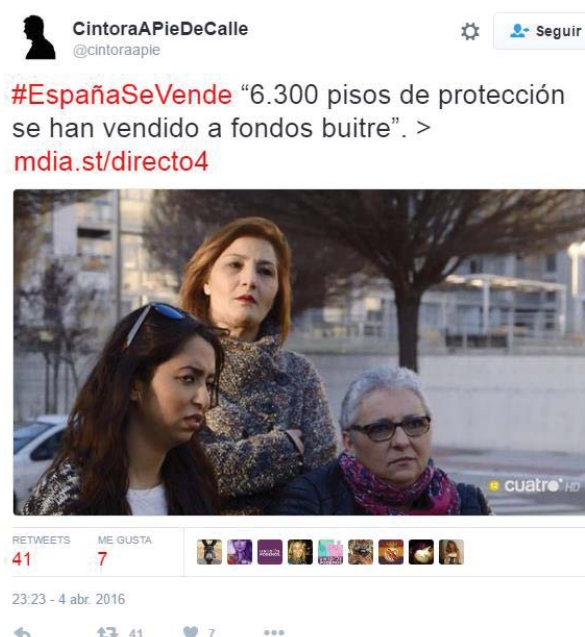 CintoraAPieDeCalle
@cintoraapie
Seguir
#EspañaSeVende “6.300 pisos de protección
se han vendido a fondos buitre”. >
mdia.st/directo4
cuatro HD
RETWEETS
ME GUSTA
41
7
23:23 - 4 abr. 2016
41
7